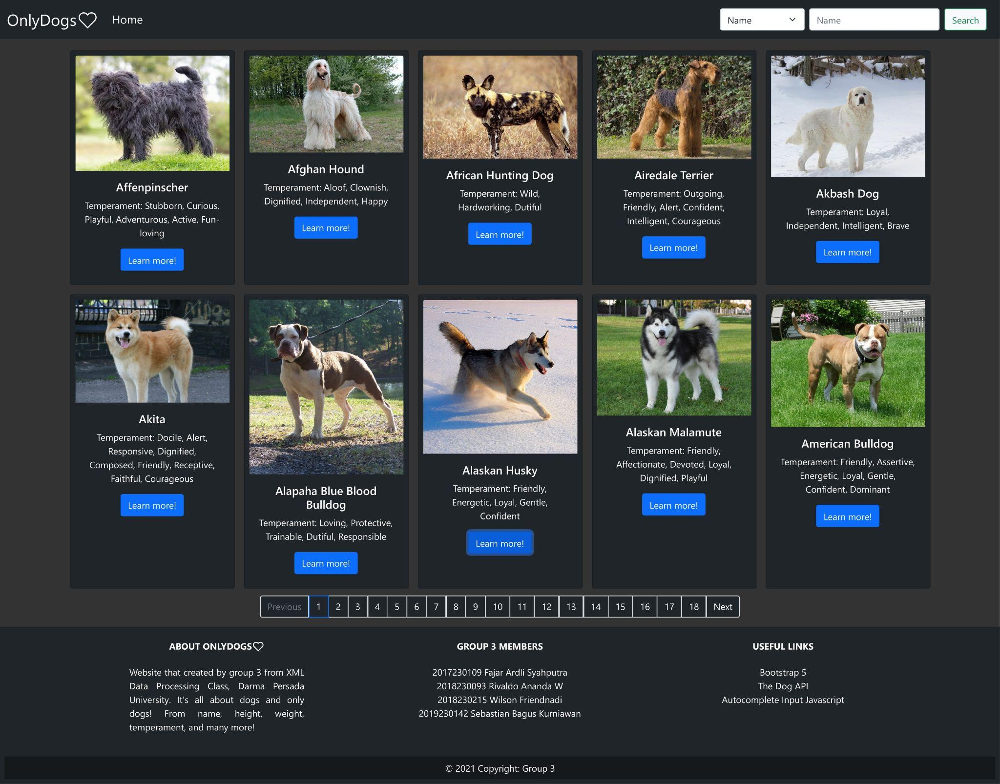 OnlyDogs
Home
Name
Name
Search
Affenpinscher
Temperament: Stubborn, Curious,
Playful, Adventurous, Active, Fun-
loving
Learn more!
Afghan Hound
Temperament: Aloof, Clownish,
Dignified, Independent, Happy
Learn more!
African Hunting Dog
Temperament: Wild,
Hardworking, Dutiful
Learn more!
Airedale Terrier
Temperament: Outgoing,
Friendly, Alert, Confident,
Intelligent, Courageous
Learn more!
Akbash Dog
Temperament: Loyal,
Independent, Intelligent, Brave
Learn more!
Akita
Temperament: Docile, Alert,
Responsive, Dignified,
Composed, Friendly, Receptive,
Faithful, Courageous
Learn more!
Alapaha Blue Blood
Bulldog
Temperament: Loving, Protective,
Trainable, Dutiful, Responsible
Learn more!
Alaskan Husky
Temperament: Friendly,
Energetic, Loyal, Gentle,
Confident
Learn more!
Alaskan Malamute
Temperament: Friendly,
Affectionate, Devoted, Loyal,
Dignified, Playful
Learn more!
American Bulldog
Temperament: Friendly, Assertive,
Energetic, Loyal, Gentle,
Confident, Dominant
Learn more!
Previous 1 2 3 4 5 6 7 8 9 10 11 12 13 14 15 16 17 18 Next
ABOUT ONLYDOGS
Website that created by group 3 from XML
Data Processing Class, Darma Persada
University. It's all about dogs and only
dogs! From name, height, weight,
temperament, and many more!
GROUP 3 MEMBERS
2017230109 Fajar Ardli Syahputra
2018230093 Rivaldo Ananda W
2018230215 Wilson Friendnadi
2019230142 Sebastian Bagus Kurniawan
USEFUL LINKS
Bootstrap 5
The Dog API
Autocomplete Input Javascript
© 2021 Copyright: Group 3